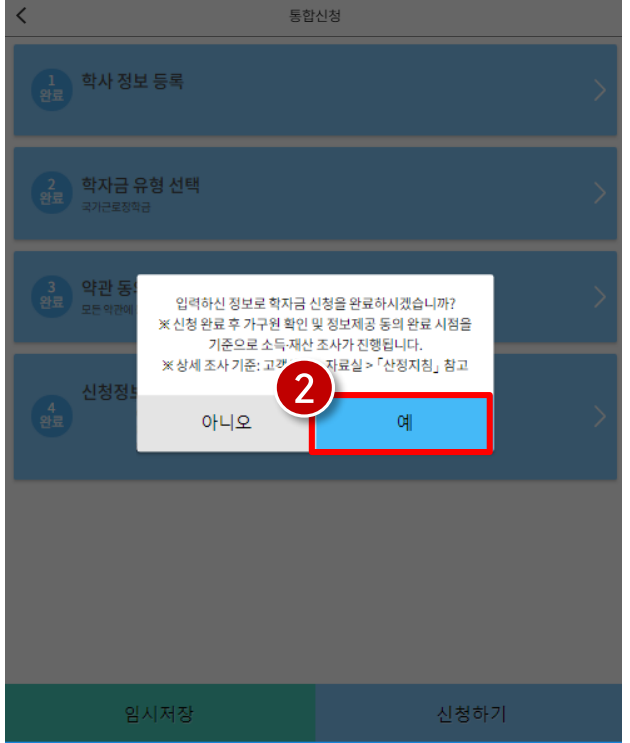 통합신청
1
완료
학사 정보 등록
2
완료
학자금 유형 선택
국가근로장학금
3
완료
약관 동
모든 약관에
4
완료
신청정보
입력하신 정보로 학자금 신청을 완료하시겠습니까?
※ 신청 완료 후 가구원 확인 및 정보제공 동의 완료 시점을
기준으로 소득·재산 조사가 진행됩니다.
※ 상세 조사 기준: 고객 자료실 > 「산정지침」 참고
2
아니오
예
임시저장
신청하기